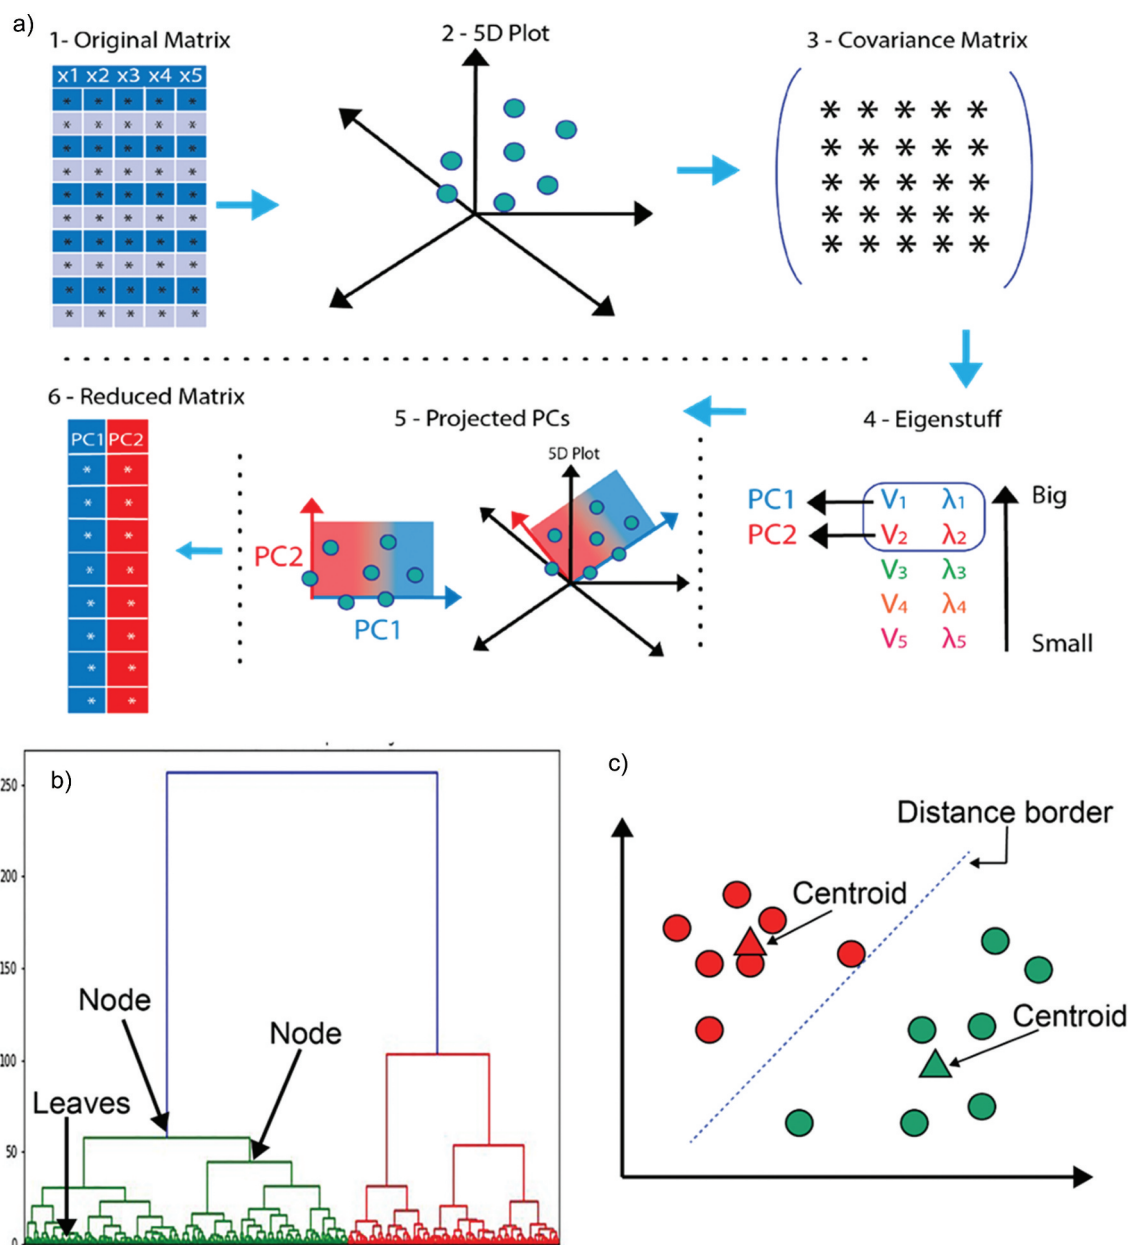 a)
1- Original Matrix
x1 x2 x3 x4 x5
* * * * *
* * * * *
* * * * *
* * * * *
* * * * *
* * * * *
* * * * *
* * * * *
* * * * *
* * * * *
2 - 5D Plot
3 - Covariance Matrix
* * * * *
* * * * *
* * * * *
* * * * *
* * * * *
4 - Eigenstuff
PC1 V1 λ1 Big
PC2 V2 λ2
V3 λ3
V4 λ4
V5 λ5 Small
5 - Projected PCs
5D Plot
PC2
PC1
6 - Reduced Matrix
PC1 PC2
* *
* *
* *
* *
* *
* *
* *
* *
b)
250
200
150
100
50
0
Node
Node
Leaves
c)
Distance border
Centroid
Centroid